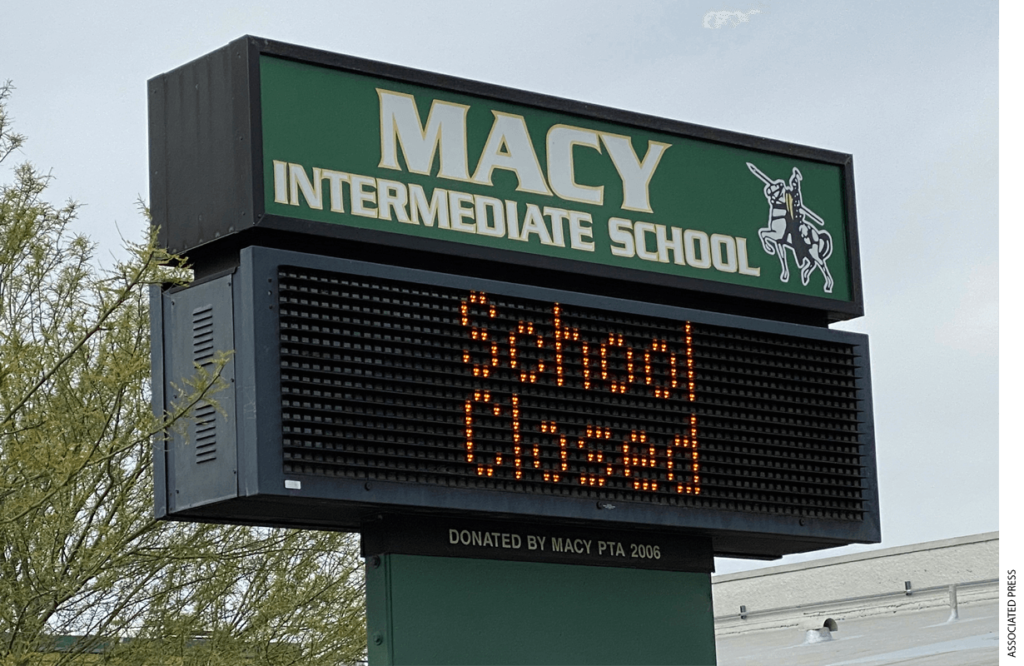 MACY
INTERMEDIATE SCHOOL
School
Closed
DONATED BY MACY PTA 2006
ASSOCIATED PRESS